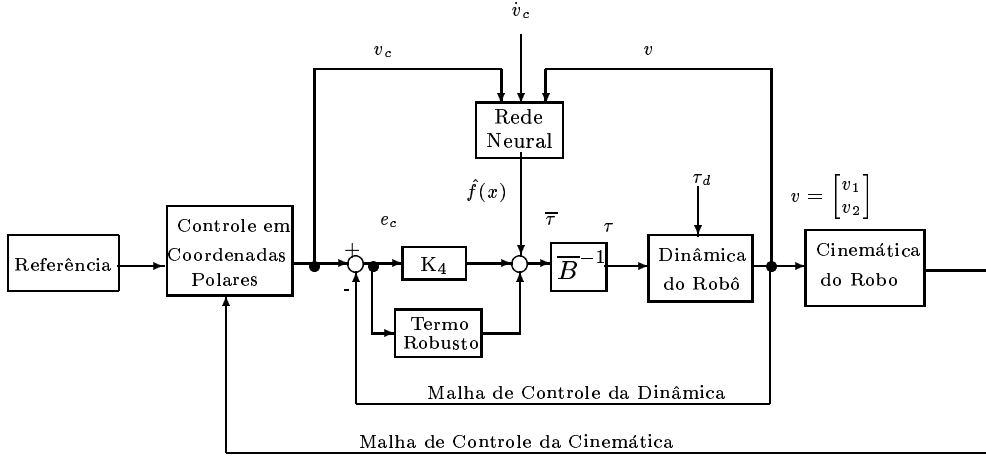 v̇_c
v_c
v
Rede
Neural
f̂(x)
τ_d
v = [v_1
v_2]
e_c
τ̅
τ
Referência
Controle em
Coordenadas
Polares
+
-
K_4
B̅^{-1}
Dinâmica
do Robô
Cinemática
do Robo
Termo
Robusto
Malha de Controle da Dinâmica
Malha de Controle da Cinemática